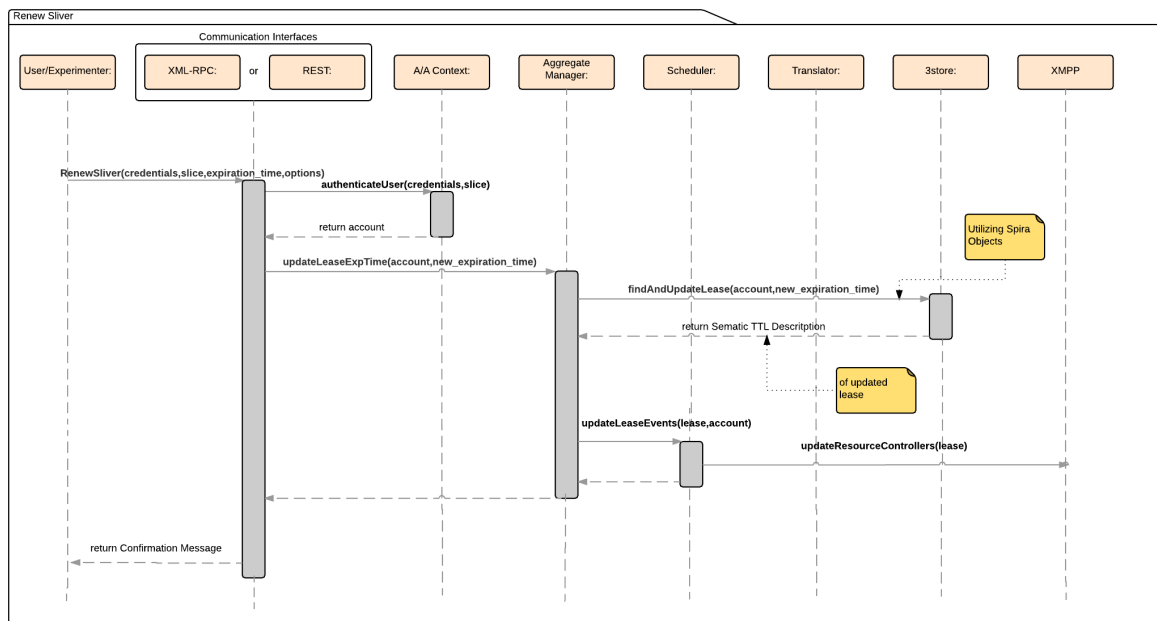 Renew Sliver
Communication Interfaces
User/Experimenter:
XML-RPC:
or
REST:
A/A Context:
Aggregate
Manager:
Scheduler:
Translator:
3store:
XMPP
RenewSliver(credentials,slice,expiration_time,options)
authenticateUser(credentials,slice)
return account
Utilizing Spira
Objects
updateLeaseExpTime(account,new_expiration_time)
findAndUpdateLease(account,new_expiration_time)
return Sematic TTL Descritption
of updated
lease
updateLeaseEvents(lease,account)
updateResourceControllers(lease)
return Confirmation Message